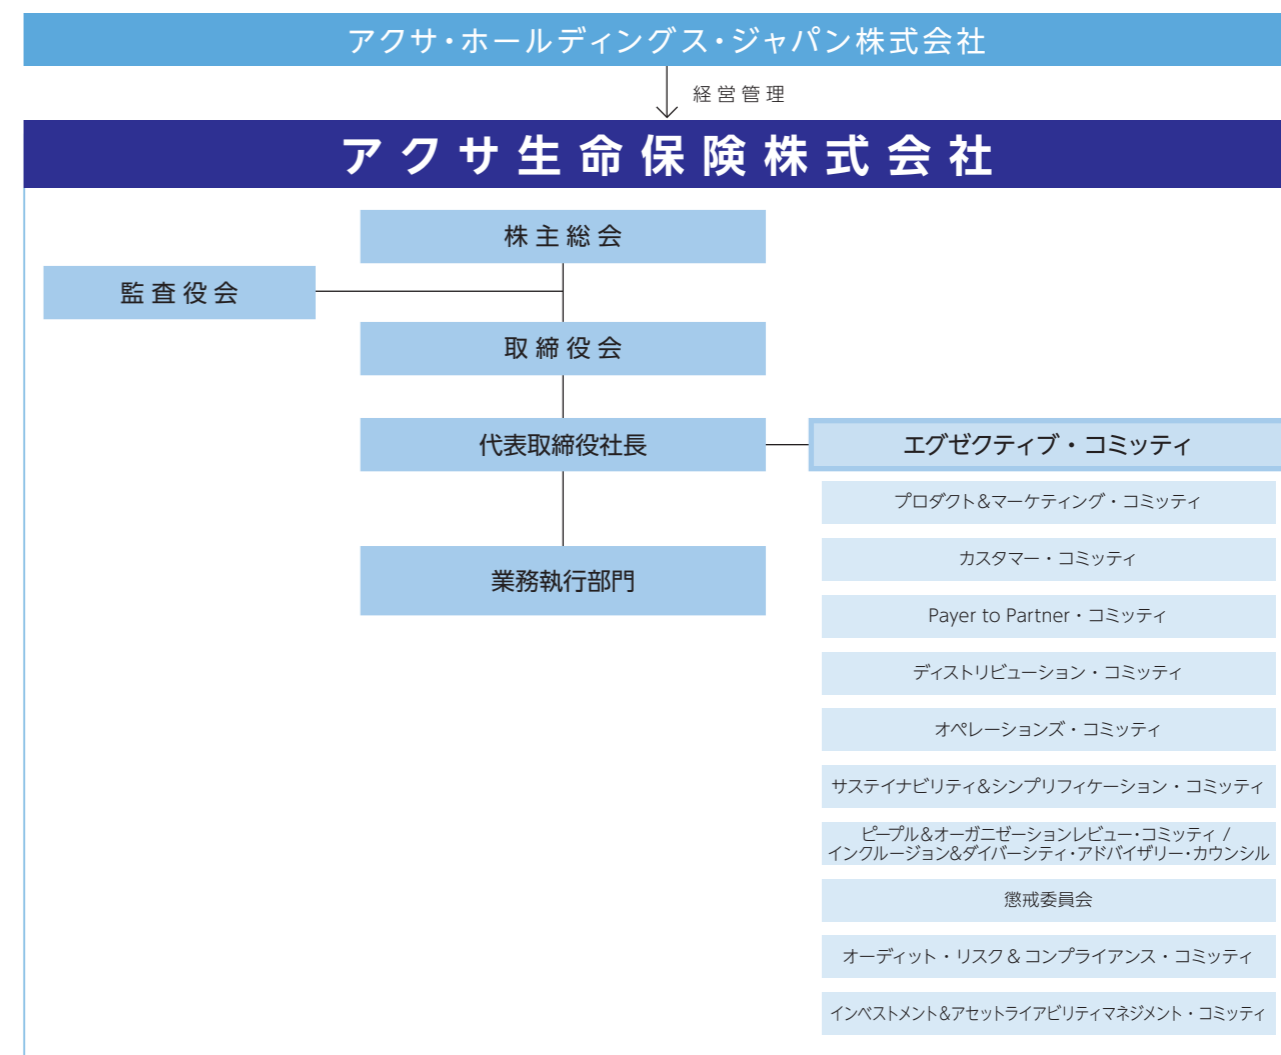 アクサ・ホールディングス・ジャパン株式会社
経営管理
アクサ生命保険株式会社
株主総会
監査役会
取締役会
代表取締役社長
エグゼクティブ・コミッティ
プロダクト&マーケティング・コミッティ
カスタマー・コミッティ
Payer to Partner・コミッティ
ディストリビューション・コミッティ
オペレーションズ・コミッティ
サステイナビリティ&シンプリフィケーション・コミッティ
ピープル&オーガニゼーションレビュー・コミッティ /
インクルージョン&ダイバーシティ・アドバイザリー・カウンシル
懲戒委員会
オーディット・リスク & コンプライアンス・コミッティ
インベストメント&アセットライアビリティマネジメント・コミッティ
業務執行部門